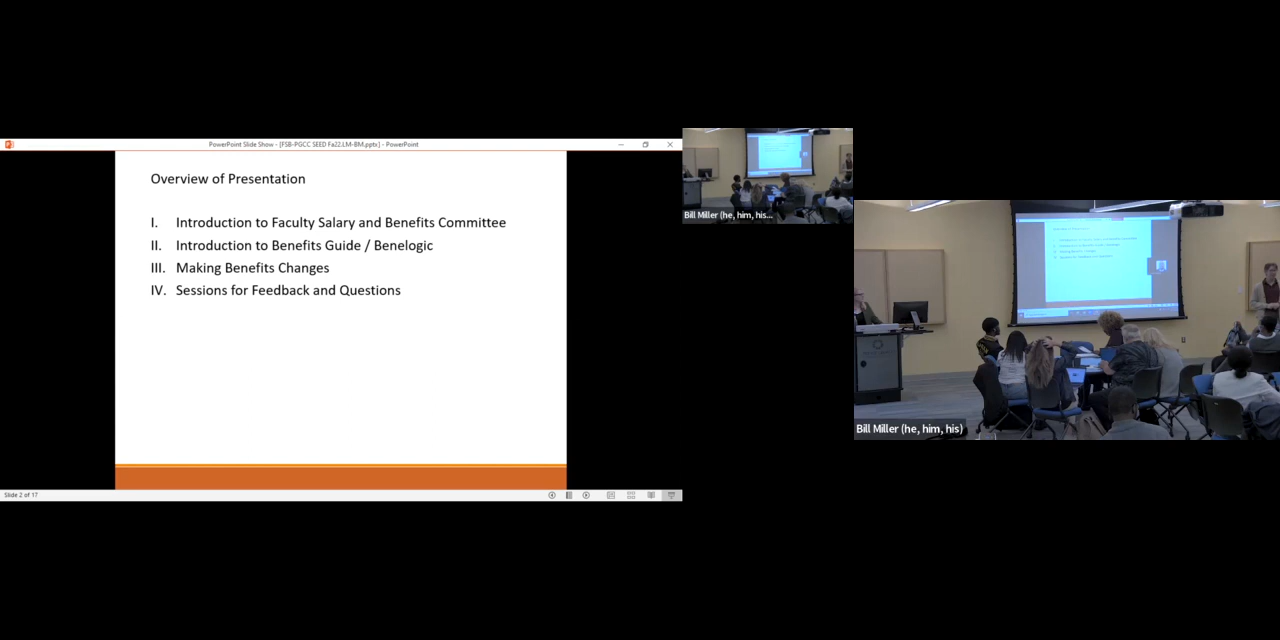 PowerPoint Slide Show - [FSB-PGCC SEED Fa22.LM-BM.pptx] - PowerPoint
Overview of Presentation
I. Introduction to Faculty Salary and Benefits Committee
II. Introduction to Benefits Guide / Benelogic
III. Making Benefits Changes
IV. Sessions for Feedback and Questions
Slide 2 of 17
Bill Miller (he, him, his...
Bill Miller (he, him, his)